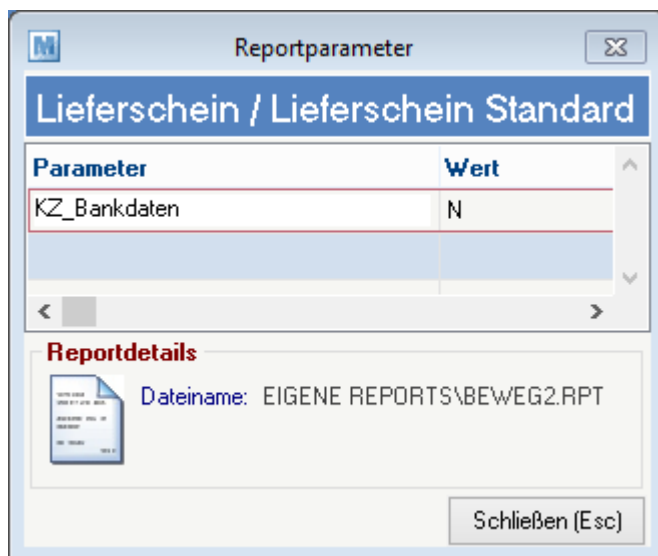 M
Reportparameter
Lieferschein / Lieferschein Standard
Parameter Wert
KZ_Bankdaten N
Reportdetails
Dateiname: EIGENE REPORTS\BEWEG2.RPT
Schließen (Esc)